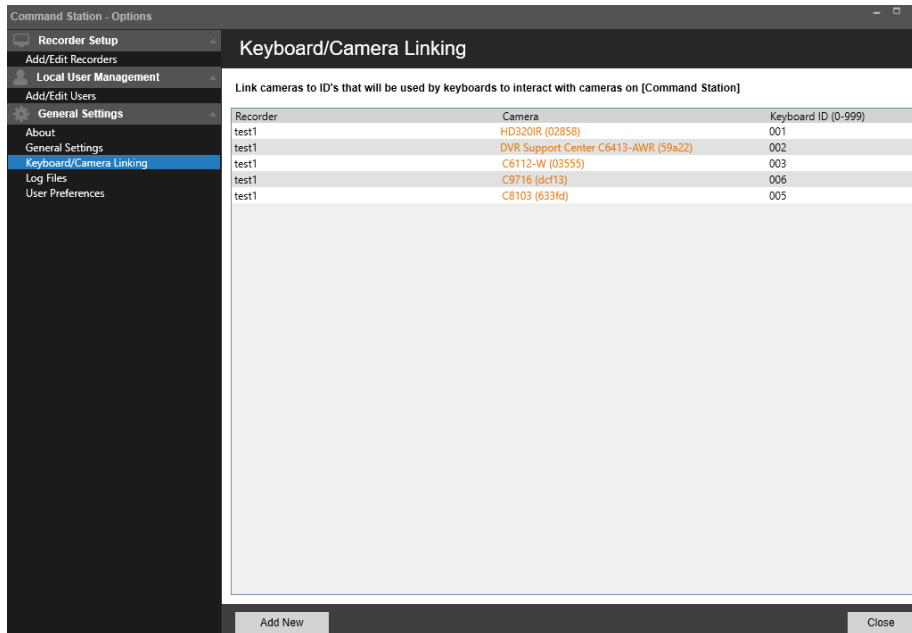 Command Station - Options
Recorder Setup
Add/Edit Recorders
Local User Management
Add/Edit Users
General Settings
About
General Settings
Keyboard/Camera Linking
Log Files
User Preferences
Keyboard/Camera Linking
Link cameras to ID's that will be used by keyboards to interact with cameras on [Command Station]
Recorder Camera Keyboard ID (0-999)
test1 HD320IR (02858) 001
test1 DVR Support Center C6413-AWR (59a22) 002
test1 C6112-W (03555) 003
test1 C9716 (dcf13) 006
test1 C8103 (633fd) 005
Add New Close